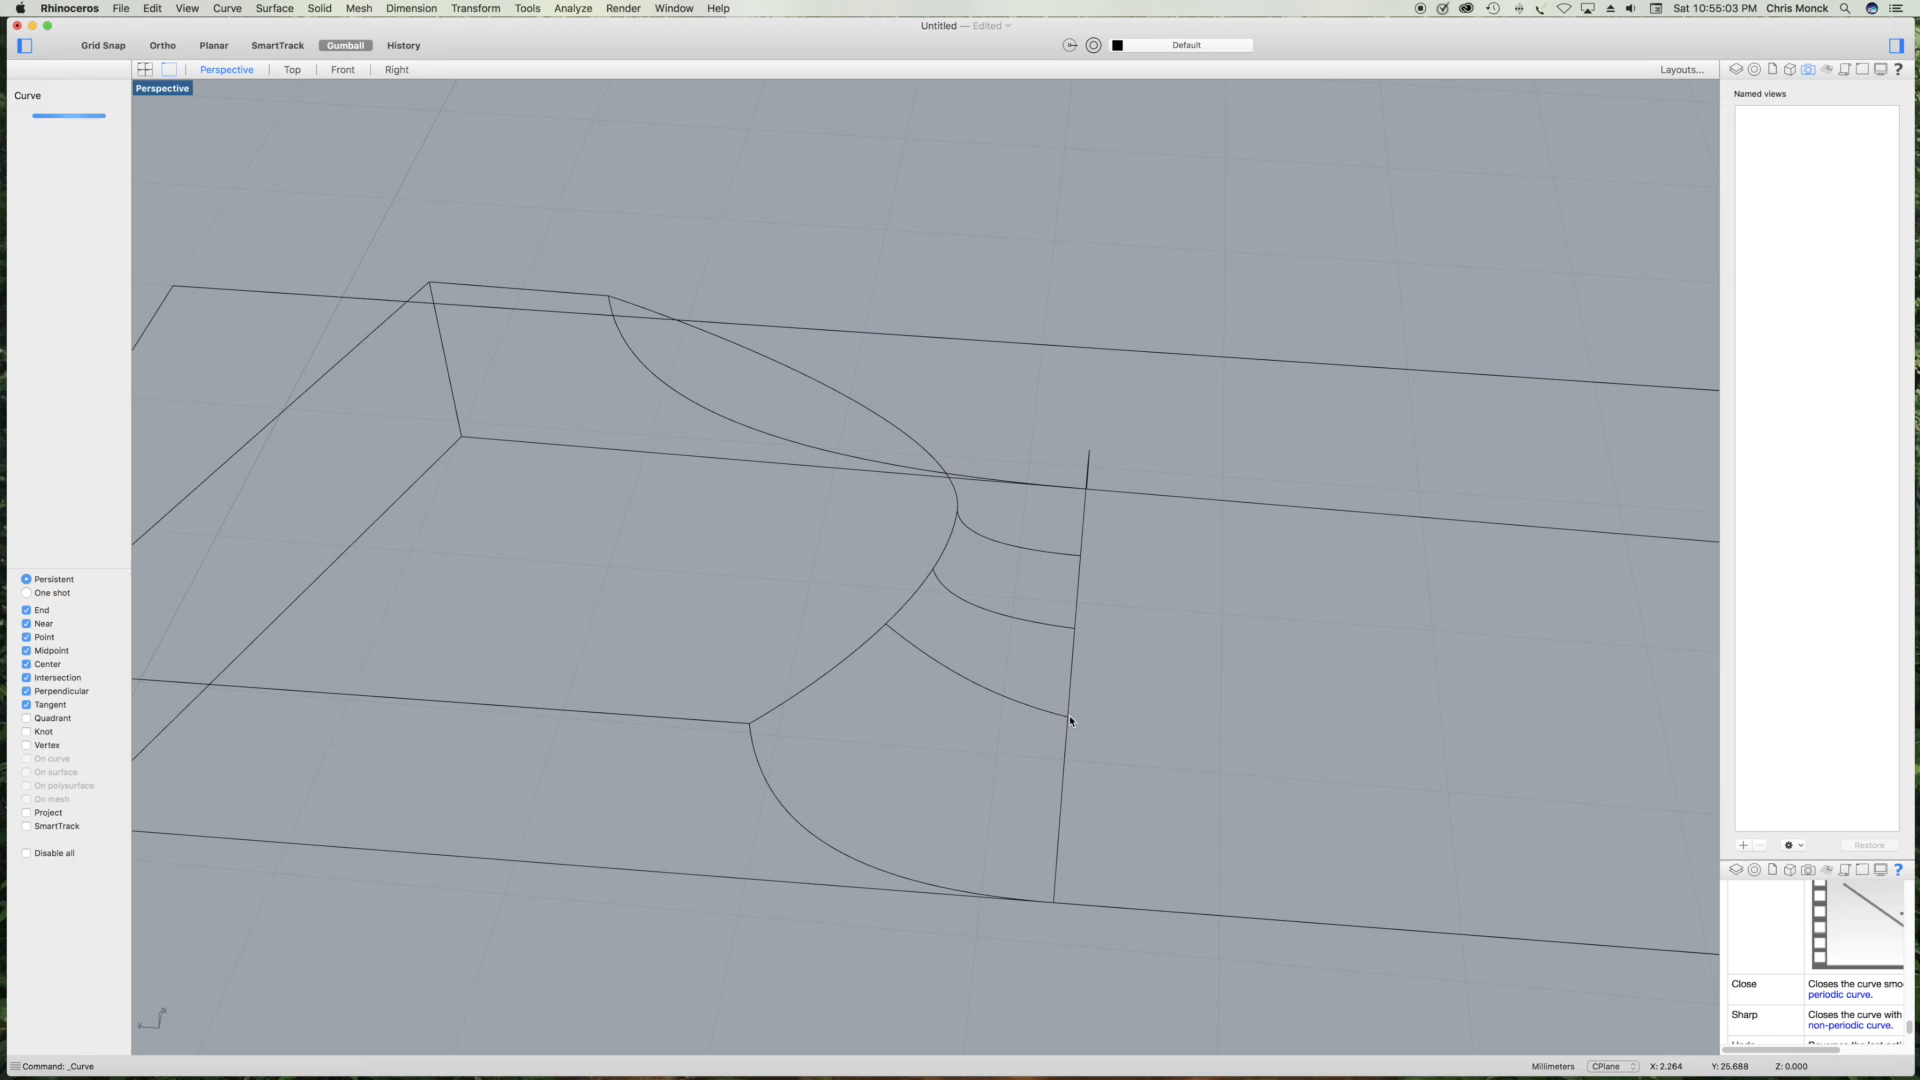 Rhinoceros File Edit View Curve Surface Solid Mesh Dimension Transform Tools Analyze Render Window Help Sat 10:55:03 PM Chris Monck
Untitled — Edited
Grid Snap Ortho Planar SmartTrack Gumball History Default
Perspective Top Front Right Layouts...
Perspective
Curve
Named views
Persistent
One shot
End
Near
Point
Midpoint
Center
Intersection
Perpendicular
Tangent
Quadrant
Knot
Vertex
On curve
On surface
On polysurface
On mesh
Project
SmartTrack
Disable all
Restore
Close Closes the curve smo
periodic curve.
Sharp Closes the curve with
non-periodic curve.
Command: _Curve Millimeters CPlane X: 2.264 Y: 25.688 Z: 0.000